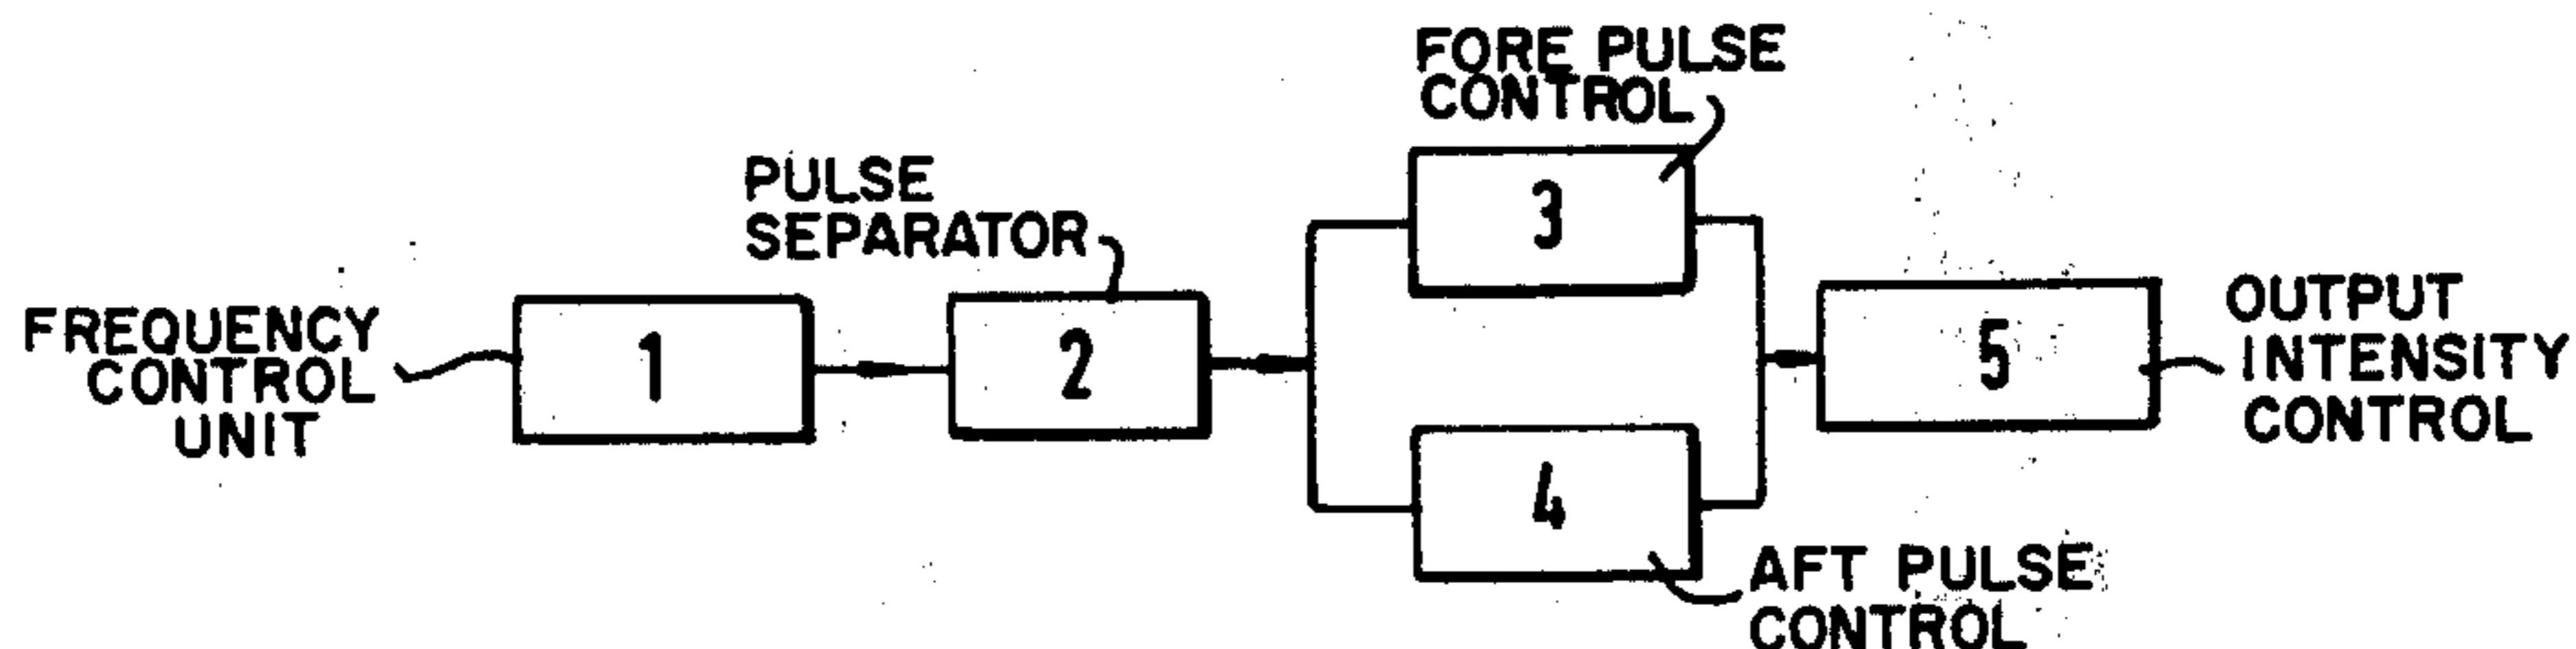 FORE PULSE
CONTROL
3
PULSE
SEPARATOR
FREQUENCY
CONTROL
UNIT
1
2
5
OUTPUT
INTENSITY
CONTROL
4
AFT PULSE
CONTROL